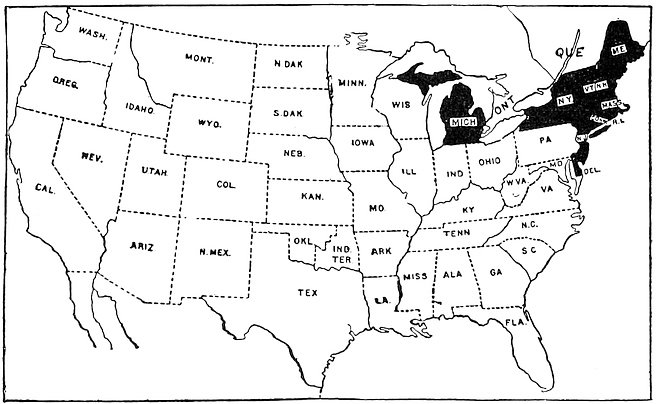 WASH.
MONT.
N.DAK
MINN.
QUE
ME
OREG.
IDAHO.
WYO.
S.DAK
WIS
MICH
ONT
NY
VT
N.H
MASS
CONN
R.I.
NEV.
UTAH.
COL.
NEB.
IOWA
ILL
IND
OHIO
PA
N.J
MD
DEL
CAL.
KAN.
MO.
KY
W.VA
VA
ARIZ
N.MEX.
OKL
IND.
TER
ARK
TENN
N.C.
S C
TEX
LA.
MISS
ALA
GA
FLA.